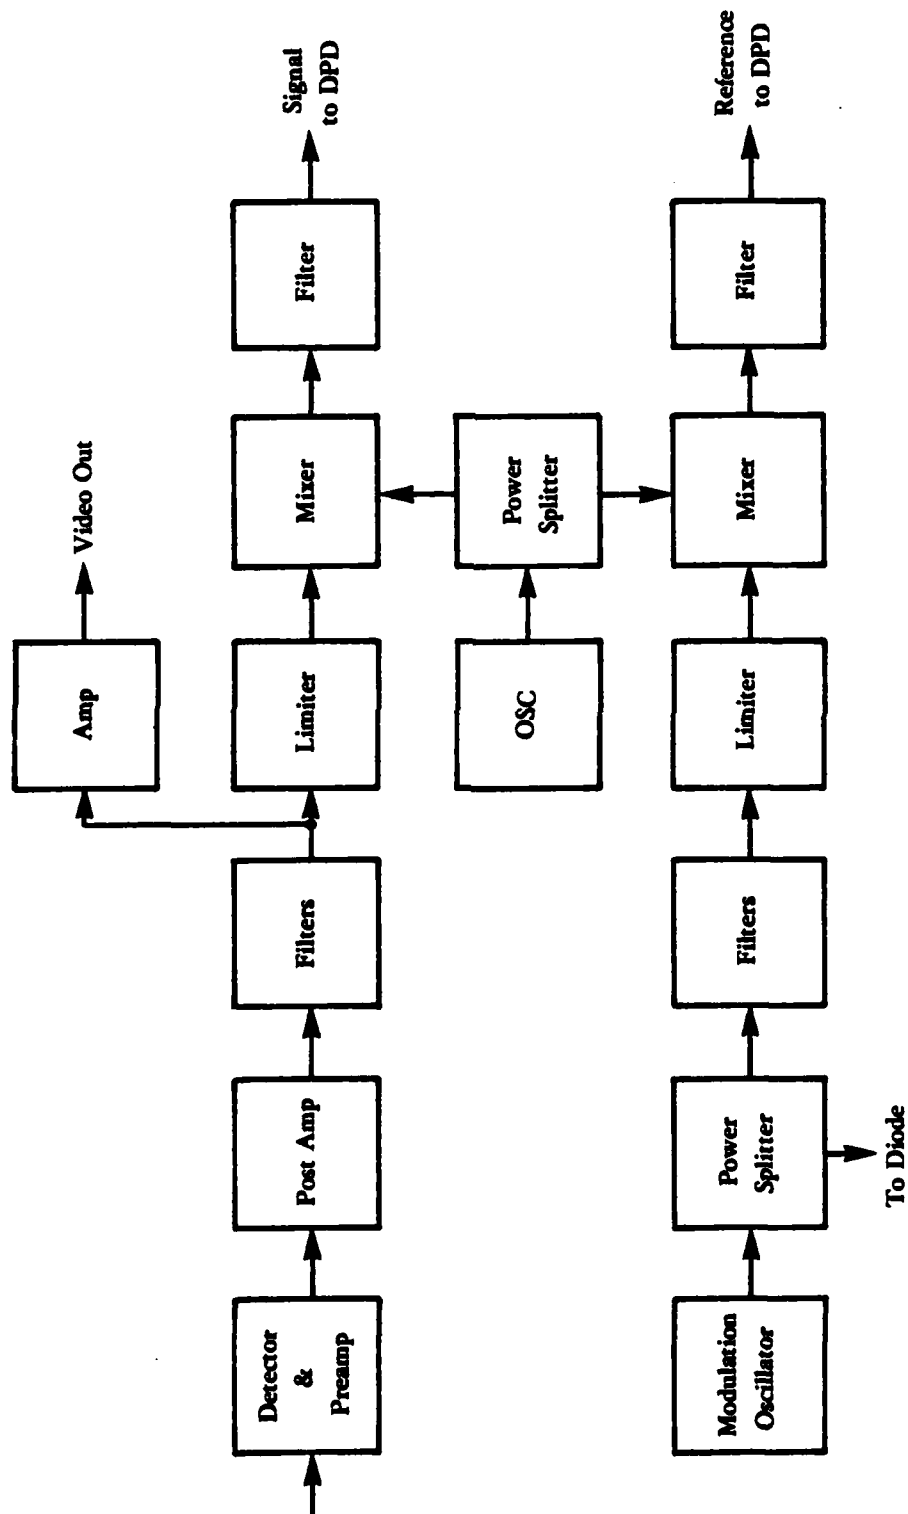 Amp
Video Out
Detector
&
Preamp
Post Amp
Filters
Limiter
Mixer
Filter
Signal
to DPD
OSC
Power
Splitter
Modulation
Oscillator
Power
Splitter
To Diode
Filters
Limiter
Mixer
Filter
Reference
to DPD